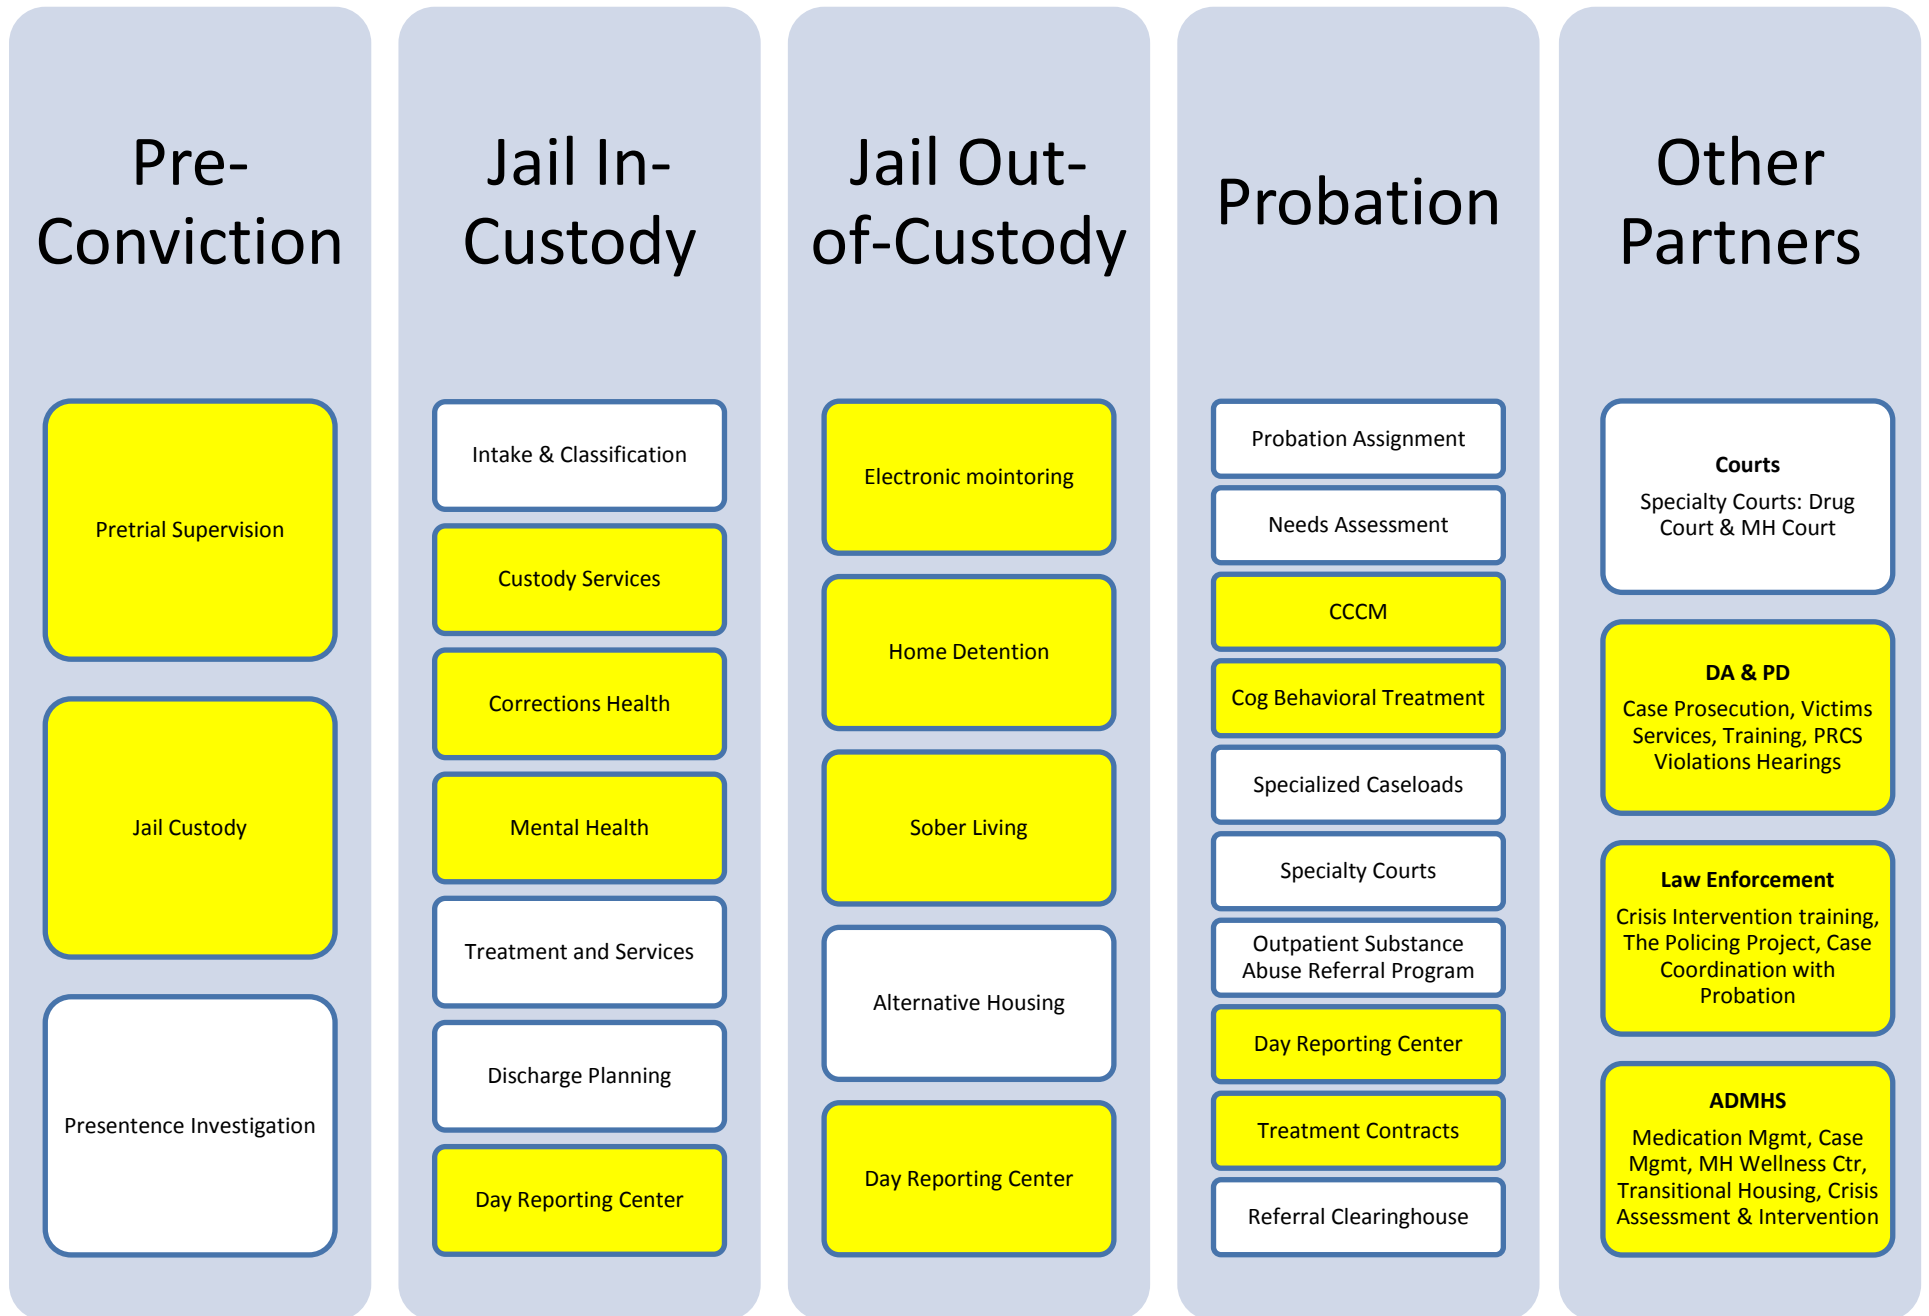 Pre-
Conviction
Pretrial Supervision
Jail Custody
Presentence Investigation
Jail In-
Custody
Intake & Classification
Custody Services
Corrections Health
Mental Health
Treatment and Services
Discharge Planning
Day Reporting Center
Jail Out-
of-Custody
Electronic mointoring
Home Detention
Sober Living
Alternative Housing
Day Reporting Center
Probation
Probation Assignment
Needs Assessment
CCCM
Cog Behavioral Treatment
Specialized Caseloads
Specialty Courts
Outpatient Substance
Abuse Referral Program
Day Reporting Center
Treatment Contracts
Referral Clearinghouse
Other
Partners
Courts
Specialty Courts: Drug
Court & MH Court
DA & PD
Case Prosecution, Victims
Services, Training, PRCS
Violations Hearings
Law Enforcement
Crisis Intervention training,
The Policing Project, Case
Coordination with
Probation
ADMHS
Medication Mgmt, Case
Mgmt, MH Wellness Ctr,
Transitional Housing, Crisis
Assessment & Intervention